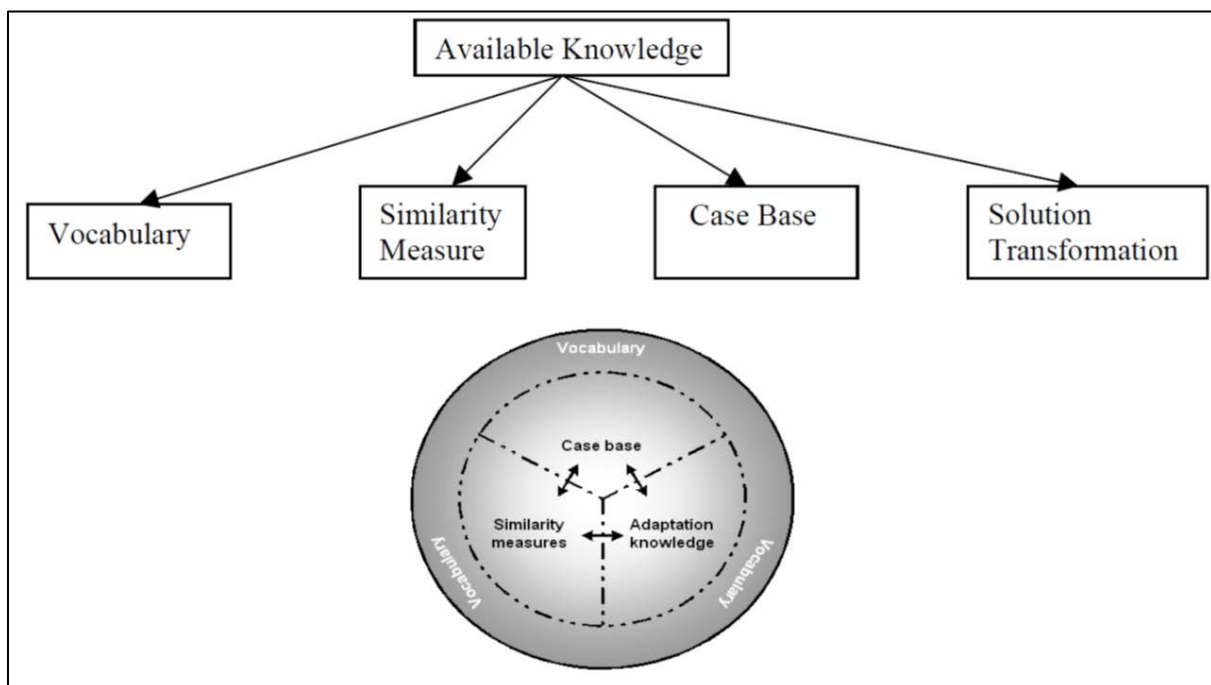 Available Knowledge
Vocabulary
Similarity
Measure
Case Base
Solution
Transformation
Vocabulary
Case base
Similarity
measures
Adaptation
knowledge
Vocabulary
Vocabulary